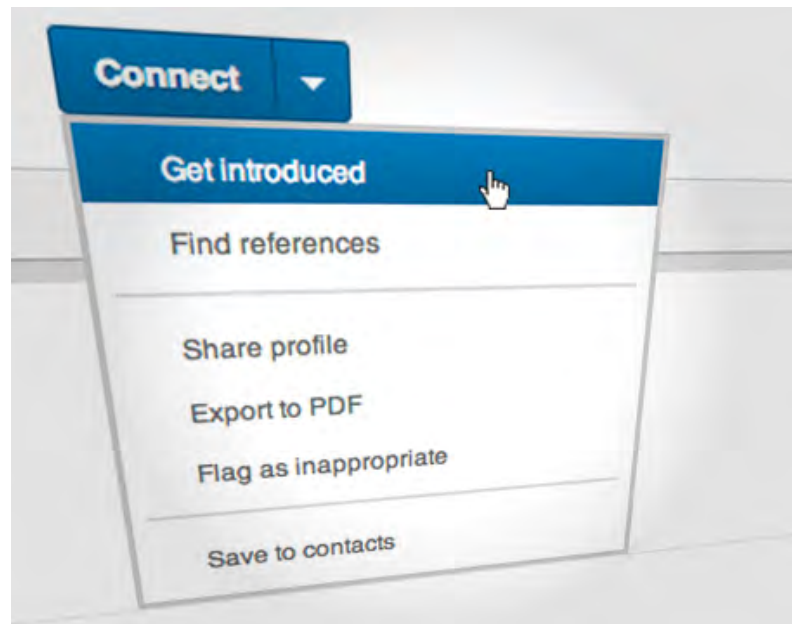 Connect
Get introduced
Find references
Share profile
Export to PDF
Flag as inappropriate
Save to contacts